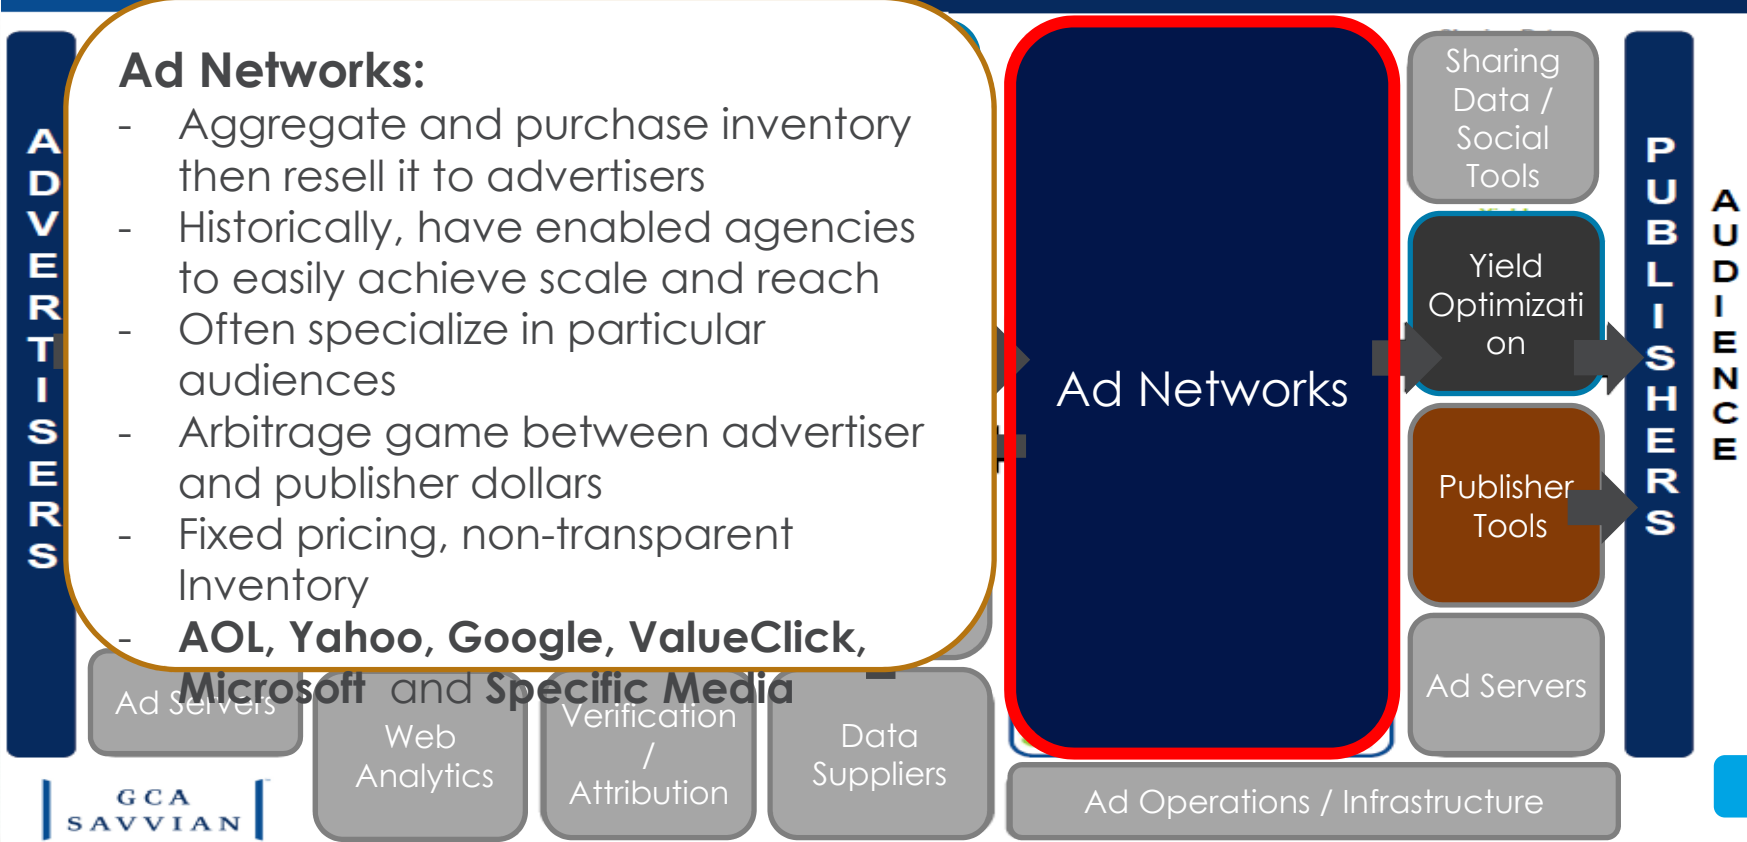 ADVERTISERS
Ad Networks:
- Aggregate and purchase inventory
then resell it to advertisers
- Historically, have enabled agencies
to easily achieve scale and reach
- Often specialize in particular
audiences
- Arbitrage game between advertiser
and publisher dollars
- Fixed pricing, non-transparent
Inventory
- AOL, Yahoo, Google, ValueClick,
Microsoft and Specific Media
Ad Servers
Web
Analytics
Verification
/
Attribution
Data
Suppliers
Ad Networks
Sharing
Data /
Social
Tools
Yield
Optimizati
on
Publisher
Tools
Ad Servers
Ad Operations / Infrastructure
PUBLISHERS
AUDIENCE
GCA
SAVVIAN